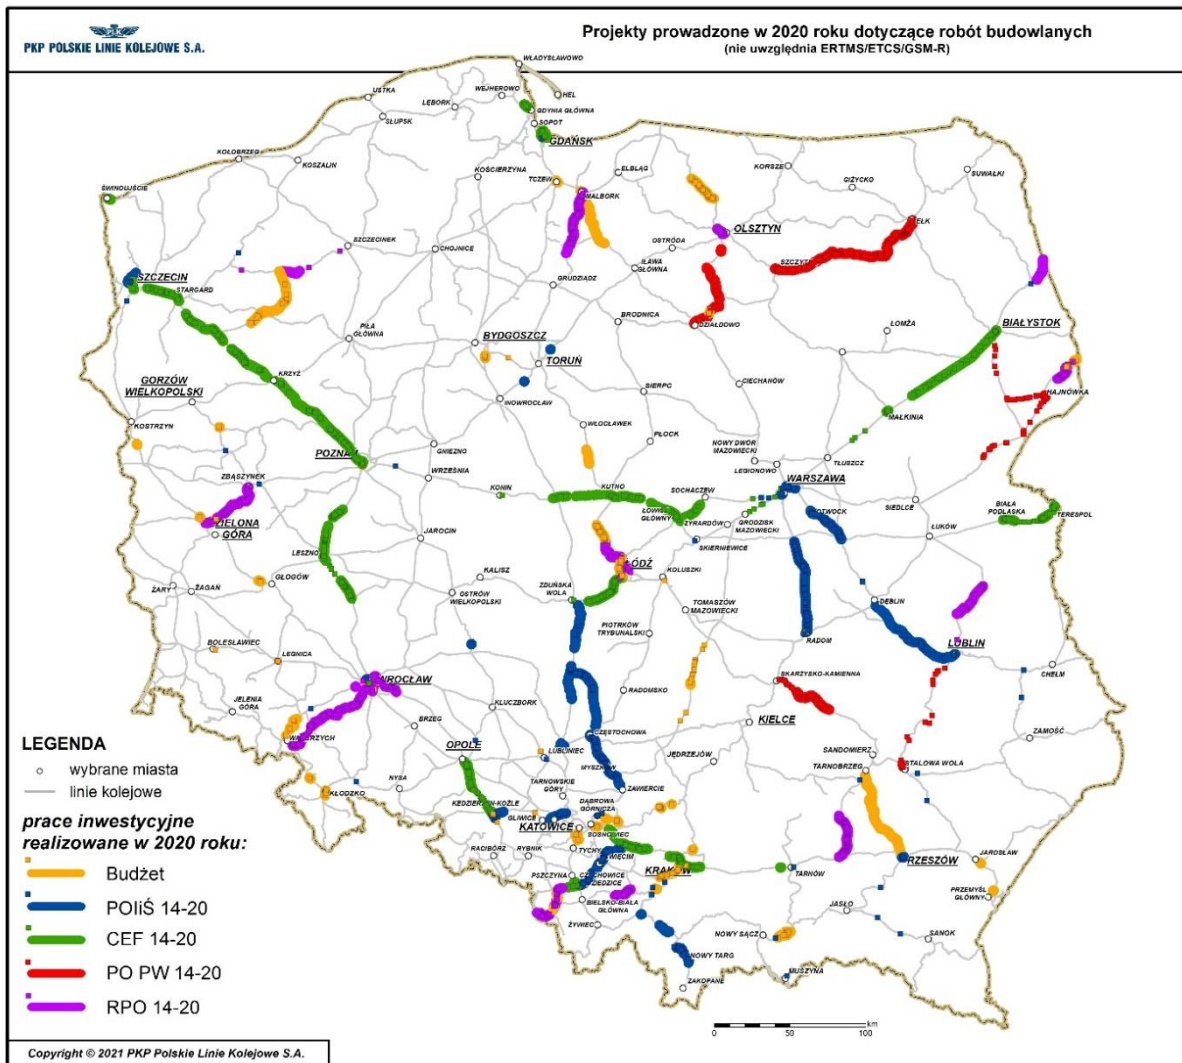 PKP POLSKIE LINIE KOLEJOWE S.A.
Projekty prowadzone w 2020 roku dotyczące robót budowlanych
(nie uwzględnia ERTMS/ETCS/GSM-R)
WŁADYSŁAWOWO
USTKA
WEJHEROWO
HEL
LĘBORK
GDYNIA GŁÓWNA
SŁUPSK
SOPOT
GDAŃSK
KOŁOBRZEG
KOSZALIN
KOŚCIERZYNA
ELBLĄG
KORSZE
SUWAŁKI
TCZEW
GIŻYCKO
ŚWINOUJŚCIE
MALBORK
EŁK
OLSZTYN
SZCZECINEK
CHOJNICE
OSTRÓDA
IŁAWA
GŁÓWNA
SZCZECIN
STARGARD
GRUDZIĄDZ
BRODNICA
DZIAŁDOWO
ŁOMŻA
BIAŁYSTOK
PIŁA
GŁÓWNA
BYDGOSZCZ
TORUŃ
KRZYŻ
GORZÓW
WIELKOPOLSKI
SIERPC
CIECHANÓW
HAJNÓWKA
INOWROCŁAW
KOSTRZYN
MAŁKINIA
WŁOCŁAWEK
PŁOCK
GNIEZNO
NOWY DWÓR
MAZOWIECKI
LEGIONOWO
TŁUSZCZ
POZNAŃ
ZBĄSZYNEK
WRZEŚNIA
WARSZAWA
KONIN
KUTNO
SOCHACZEW
SIEDLCE
BIAŁA
PODLASKA
TERESPOL
ŁOWICZ
GŁÓWNY
OTWOCK
ZIELONA
GÓRA
GRODZISK
MAZOWIECKI
ŻYRARDÓW
JAROCIN
ŁUKÓW
SKIERNIEWICE
LESZNO
ŁÓDŹ
KOLUSZKI
GŁOGÓW
KALISZ
ŻARY
ŻAGAŃ
ZDUŃSKA
WOLA
OSTRÓW
WIELKOPOLSKI
DĘBLIN
TOMASZÓW
MAZOWIECKI
PIOTRKÓW
TRYBUNALSKI
RADOM
LUBLIN
BOLESŁAWIEC
LEGNICA
CHEŁM
SKARŻYSKO-KAMIENNA
WROCŁAW
RADOMSKO
JELENIA
GÓRA
KLUCZBORK
BRZEG
KIELCE
CZĘSTOCHOWA
ZAMOŚĆ
WAŁBRZYCH
OPOLE
LUBLINIEC
JĘDRZEJÓW
SANDOMIERZ
TARNOBRZEG
STALOWA WOLA
MYSZKÓW
TARNOWSKIE
GÓRY
ZAWIERCIE
NYSA
KŁODZKO
KĘDZIERZYN-KOŹLE
DĄBROWA
GÓRNICZA
GLIWICE
KATOWICE
SOSNOWIEC
RACIBÓRZ
RYBNIK
TYCHY
OŚWIĘCIM
RZESZÓW
JAROSŁAW
KRAKÓW
PSZCZYNA
CZECHOWICE
DZIEDZICE
TARNÓW
PRZEMYŚL
GŁÓWNY
BIELSKO-BIAŁA
GŁÓWNA
JASŁO
ŻYWIEC
NOWY SĄCZ
SANOK
NOWY TARG
MUSZYNA
ZAKOPANE
LEGENDA
wybrane miasta
linie kolejowe
prace inwestycyjne
realizowane w 2020 roku:
Budżet
POIiŚ 14-20
CEF 14-20
PO PW 14-20
RPO 14-20
km
0 50 100
Copyright © 2021 PKP Polskie Linie Kolejowe S.A.